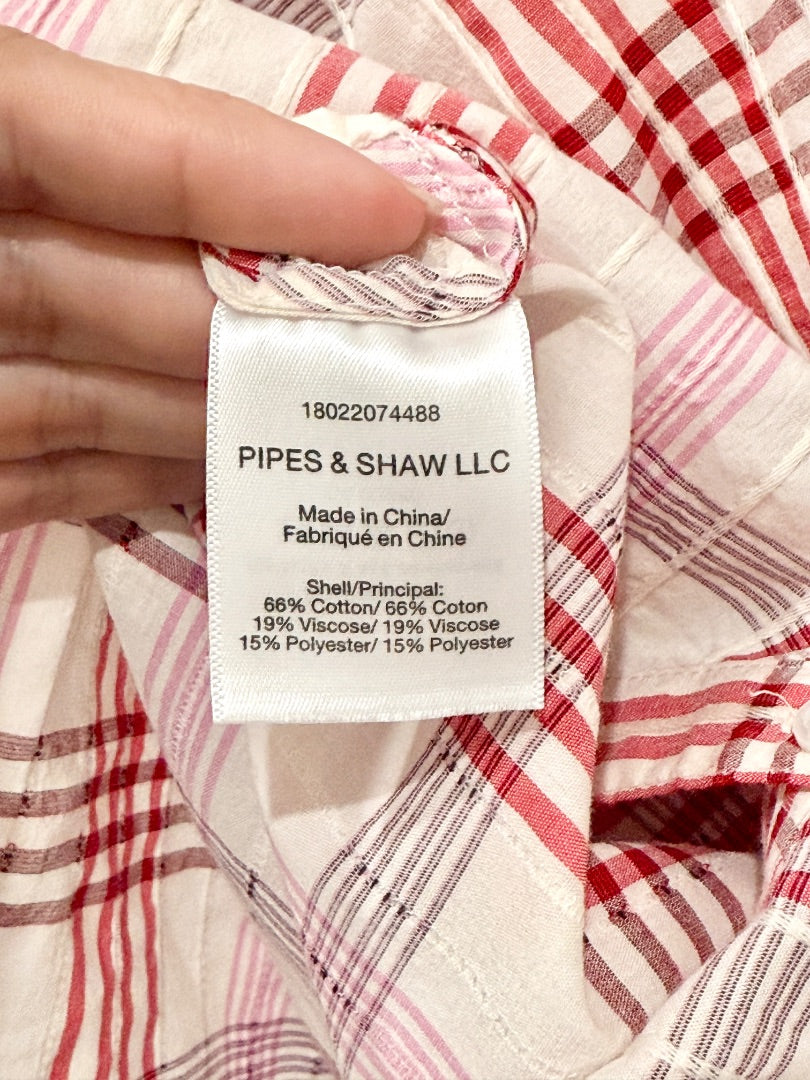 18022074488
PIPES & SHAW LLC
Made in China/
Fabriqué en Chine
Shell/Principal:
66% Cotton/ 66% Coton
19% Viscose/ 19% Viscose
15% Polyester/ 15% Polyester